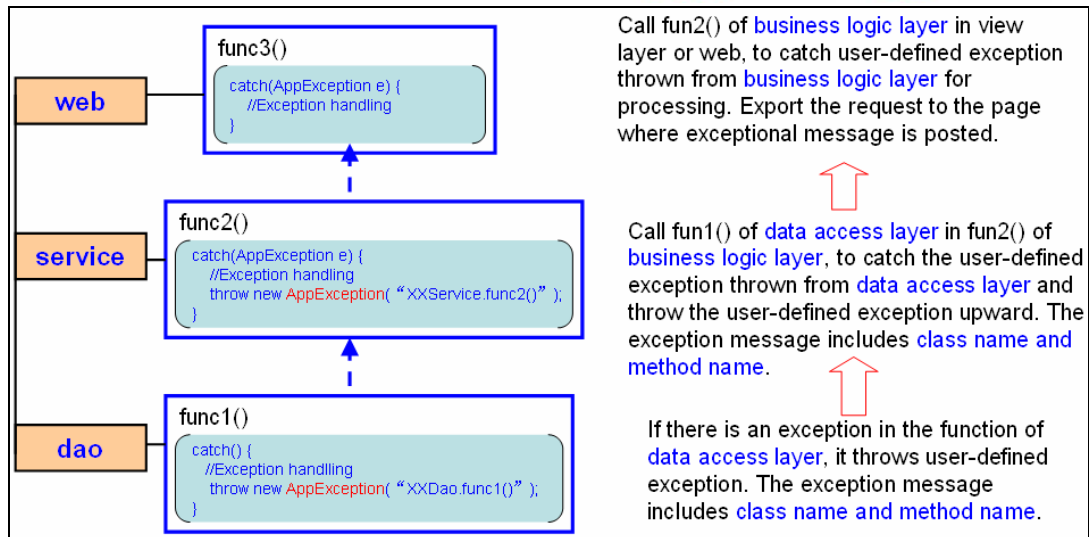 func3()
catch(AppException e) {
//Exception handling
}
web
func2()
catch(AppException e) {
//Exception handling
throw new AppException( “XXService.func2()” );
}
service
func1()
catch() {
//Exception handlling
throw new AppException( “XXDao.func1()” );
}
dao
Call fun2() of business logic layer in view
layer or web, to catch user-defined exception
thrown from business logic layer for
processing. Export the request to the page
where exceptional message is posted.
Call fun1() of data access layer in fun2() of
business logic layer, to catch the user-defined
exception thrown from data access layer and
throw the user-defined exception upward. The
exception message includes class name and
method name.
If there is an exception in the function of
data access layer, it throws user-defined
exception. The exception message
includes class name and method name.